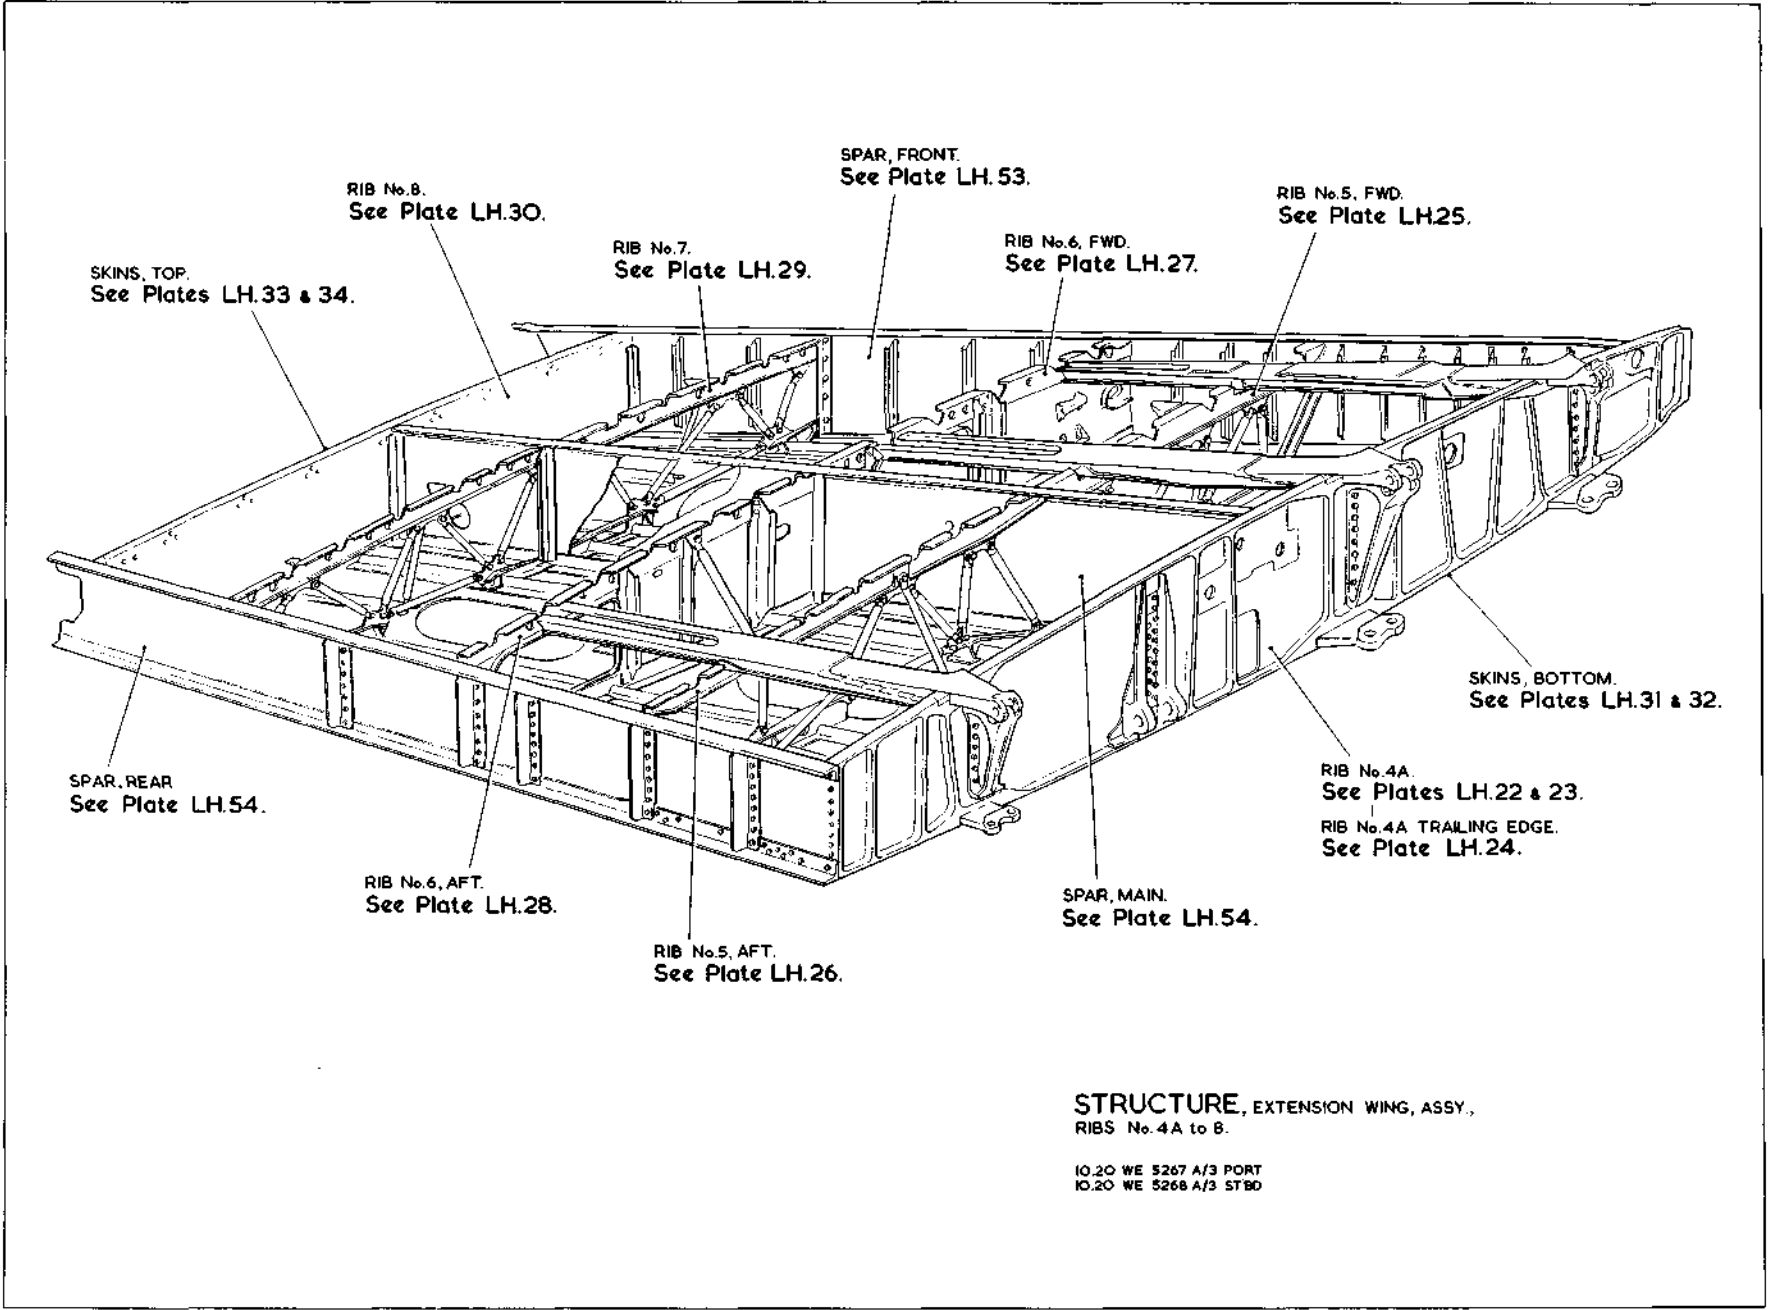 SPAR, FRONT.
See Plate LH.53.
RIB No.8.
See Plate LH.30.
RIB No.5, FWD.
See Plate LH.25.
RIB No.7.
See Plate LH.29.
RIB No.6, FWD.
See Plate LH.27.
SKINS, TOP.
See Plates LH.33 & 34.
SKINS, BOTTOM.
See Plates LH.31 & 32.
SPAR, REAR
See Plate LH.54.
RIB No.4A.
See Plates LH.22 & 23.
RIB No.4A TRAILING EDGE.
See Plate LH.24.
RIB No.6, AFT.
See Plate LH.28.
SPAR, MAIN.
See Plate LH.54.
RIB No.5, AFT.
See Plate LH.26.
STRUCTURE, EXTENSION WING, ASSY.,
RIBS No.4A to 8.
10.20 WE 5267 A/3 PORT
10.20 WE 5268 A/3 ST'BD